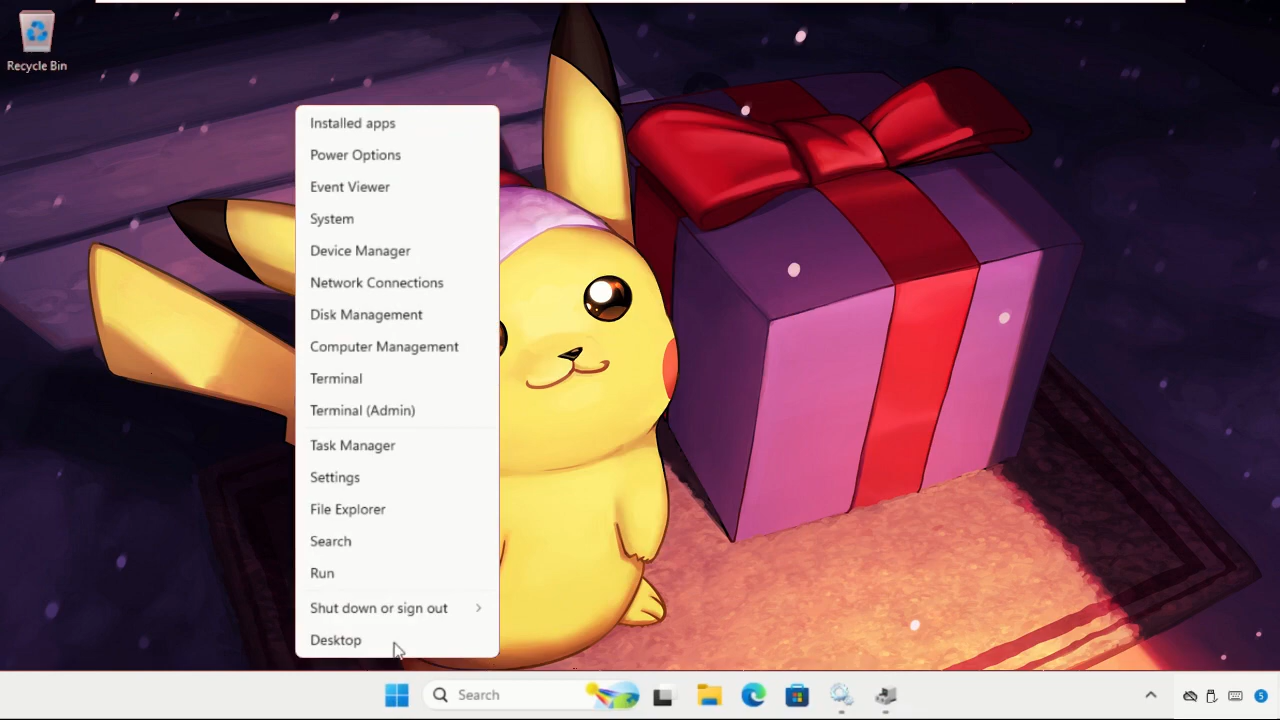 Recycle Bin
Installed apps
Power Options
Event Viewer
System
Device Manager
Network Connections
Disk Management
Computer Management
Terminal
Terminal (Admin)
Task Manager
Settings
File Explorer
Search
Run
Shut down or sign out
Desktop
Search
5